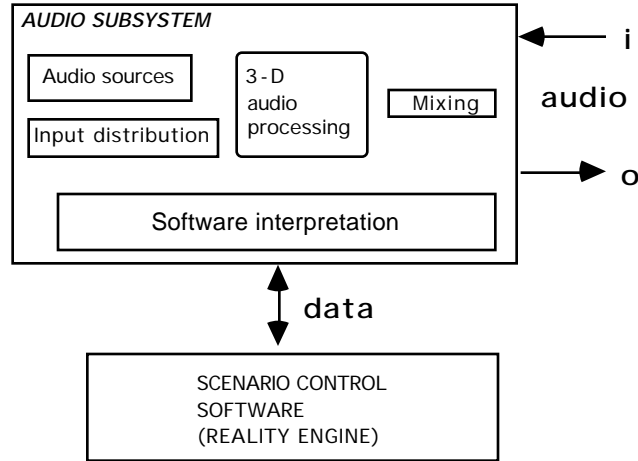 AUDIO SUBSYSTEM
i
Audio sources
3-D
audio
processing
Mixing
audio
Input distribution
o
Software interpretation
data
SCENARIO CONTROL
SOFTWARE
(REALITY ENGINE)